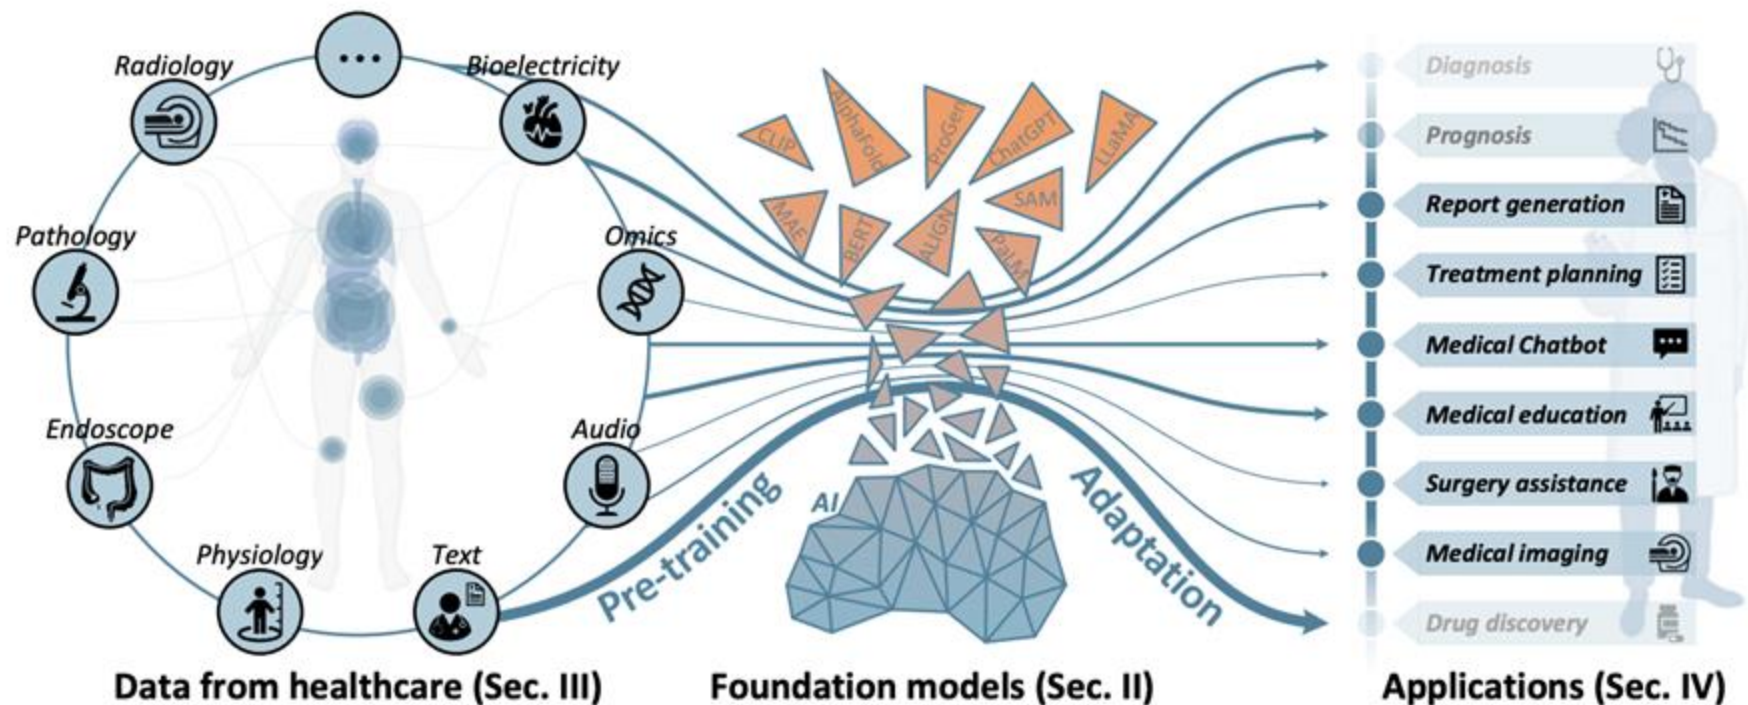 ...
Radiology
Bioelectricity
Pathology
Omics
Endoscope
Audio
Physiology
Text
CLIP
AlphaFold
ProGen
ChatGPT
LLaMA
MAE
BERT
ALIGN
SAM
PaLM
AI
Pre-training
Adaptation
Diagnosis
Prognosis
Report generation
Treatment planning
Medical Chatbot
Medical education
Surgery assistance
Medical imaging
Drug discovery
Data from healthcare (Sec. III)
Foundation models (Sec. II)
Applications (Sec. IV)